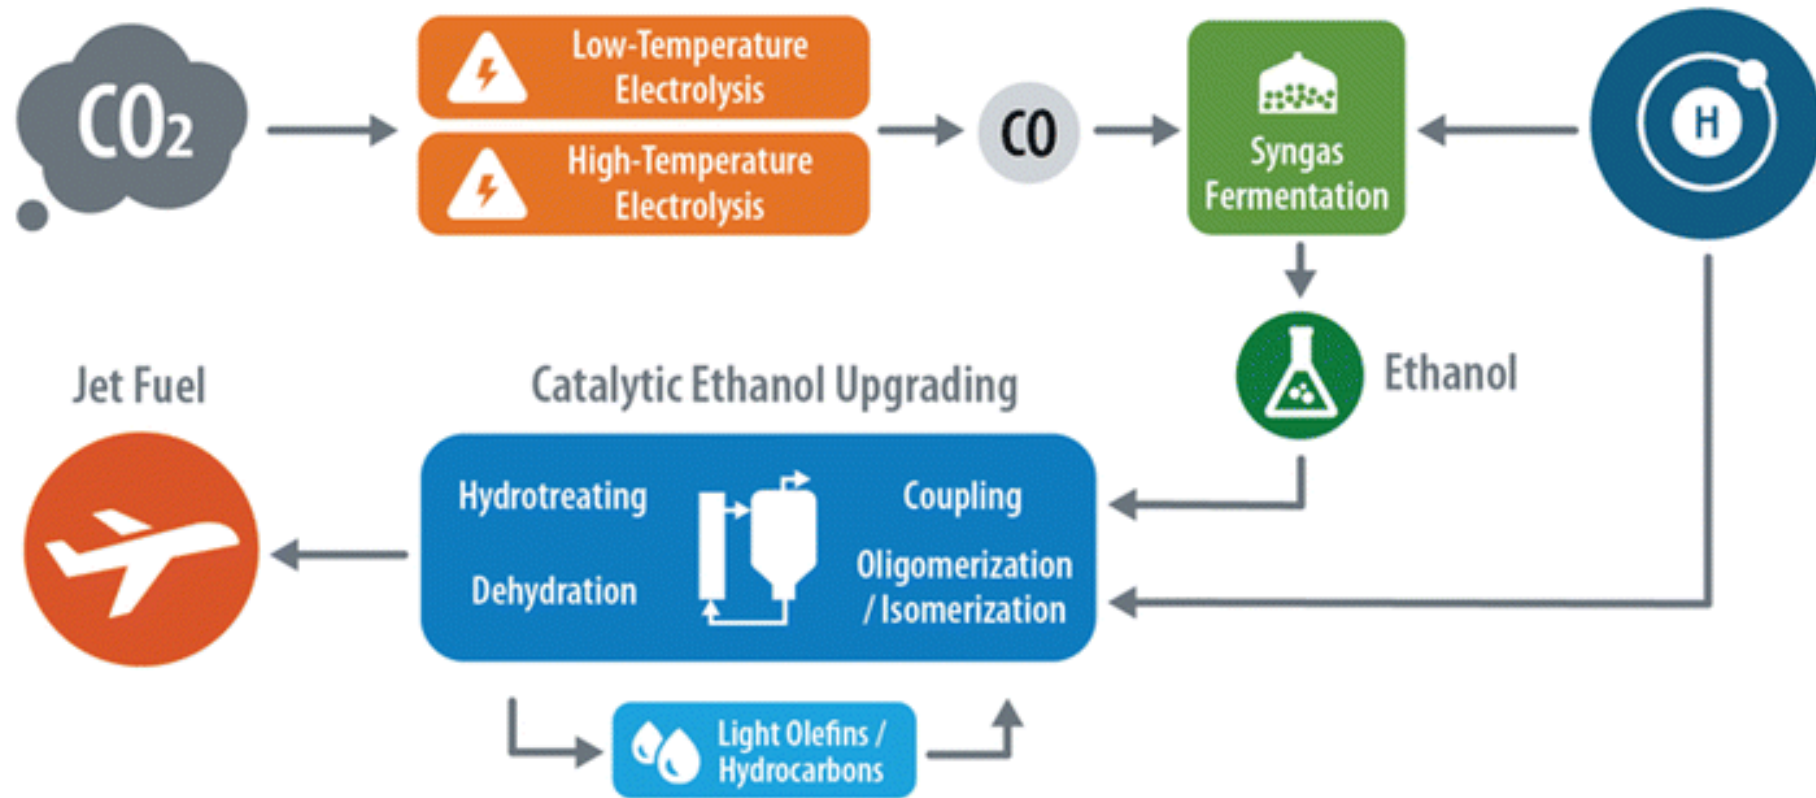 CO₂
Low-Temperature
Electrolysis
High-Temperature
Electrolysis
CO
Syngas
Fermentation
H
Ethanol
Jet Fuel
Catalytic Ethanol Upgrading
Hydrotreating
Coupling
Dehydration
Oligomerization
/ Isomerization
Light Olefins /
Hydrocarbons